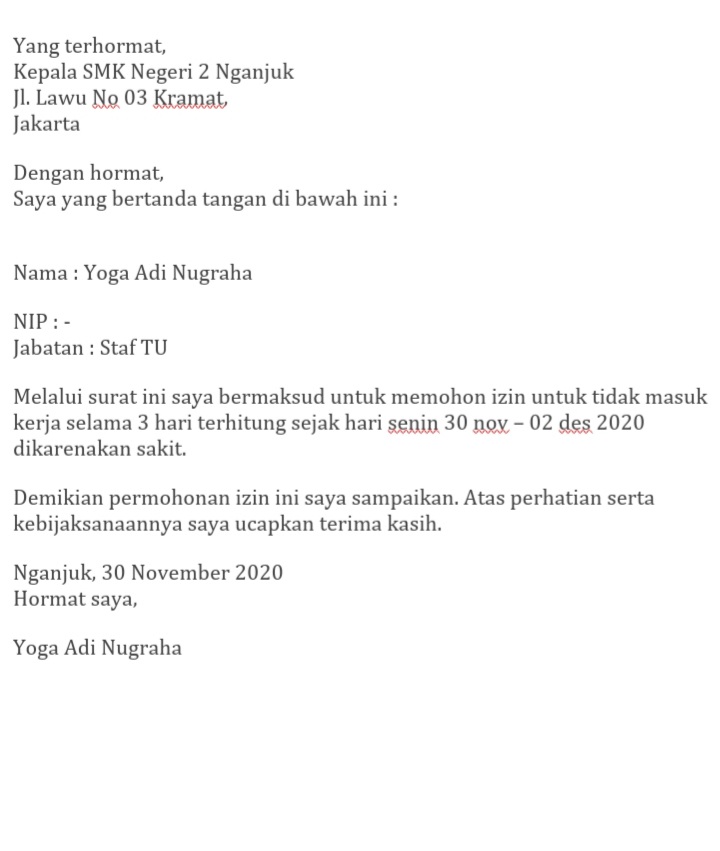 Yang terhormat,
Kepala SMK Negeri 2 Nganjuk
Jl. Lawu No 03 Kramat,
Jakarta
Dengan hormat,
Saya yang bertanda tangan di bawah ini :
Nama : Yoga Adi Nugraha
NIP : -
Jabatan : Staf TU
Melalui surat ini saya bermaksud untuk memohon izin untuk tidak masuk
kerja selama 3 hari terhitung sejak hari senin 30 nov – 02 des 2020
dikarenakan sakit.
Demikian permohonan izin ini saya sampaikan. Atas perhatian serta
kebijaksanaannya saya ucapkan terima kasih.
Nganjuk, 30 November 2020
Hormat saya,
Yoga Adi Nugraha